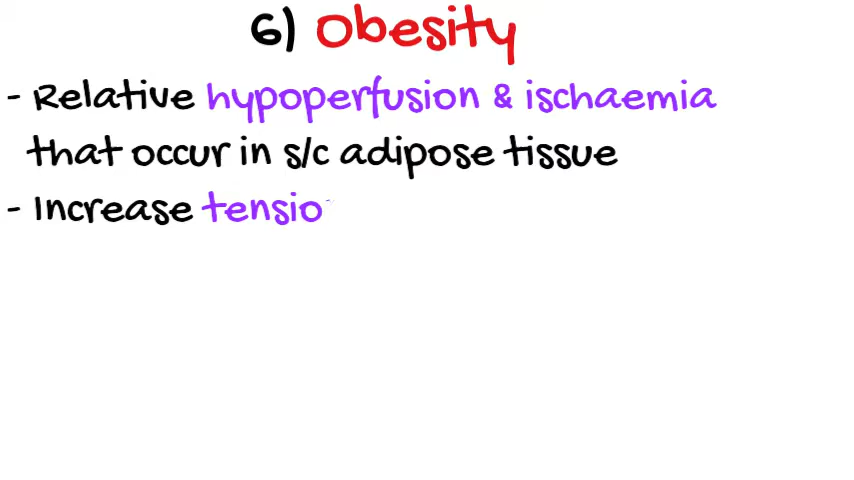 6) Obesity
- Relative hypoperfusion & ischaemia
that occur in s/c adipose tissue
- Increase tensio